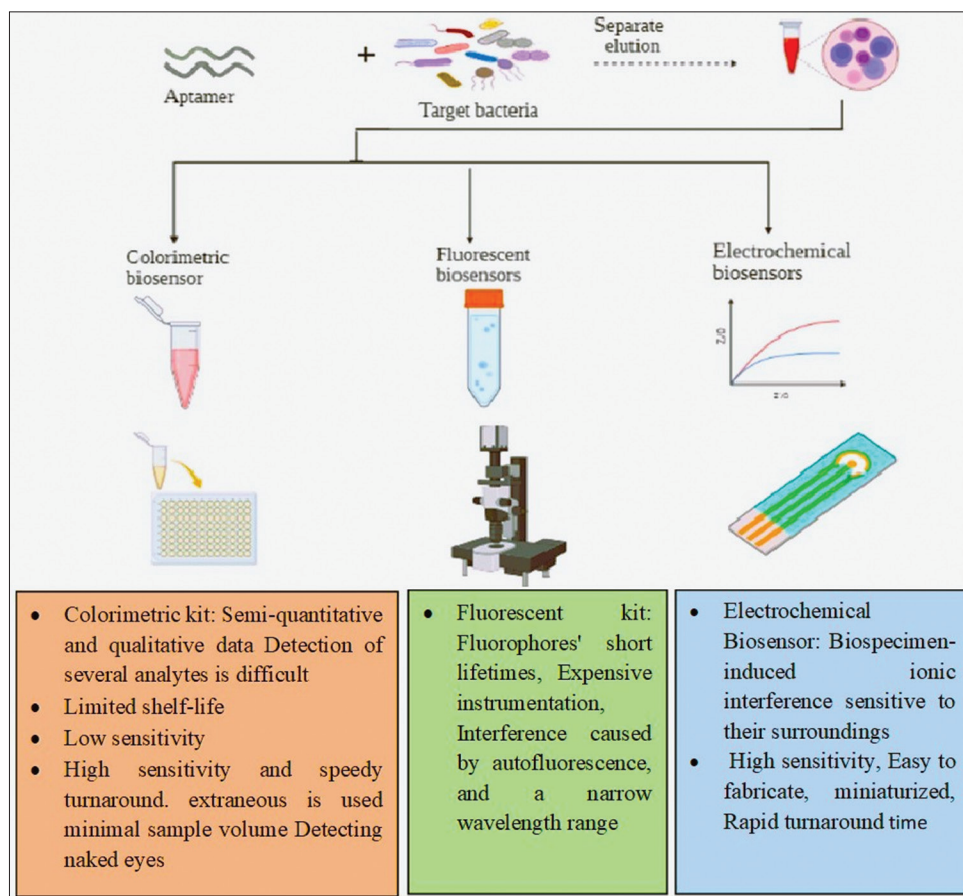 Separate
elution
Aptamer
+
Target bacteria
Colorimetric
biosensor
Fluorescent
biosensors
Electrochemical
biosensors
• Colorimetric kit: Semi-quantitative
and qualitative data Detection of
several analytes is difficult
• Limited shelf-life
• Low sensitivity
• High sensitivity and speedy
turnaround. extraneous is used
minimal sample volume Detecting
naked eyes
• Fluorescent kit:
Fluorophores' short
lifetimes, Expensive
instrumentation,
Interference caused
by autofluorescence,
and a narrow
wavelength range
• Electrochemical
Biosensor: Biospecimen-
induced ionic
interference sensitive to
their surroundings
• High sensitivity, Easy to
fabricate, miniaturized,
Rapid turnaround time